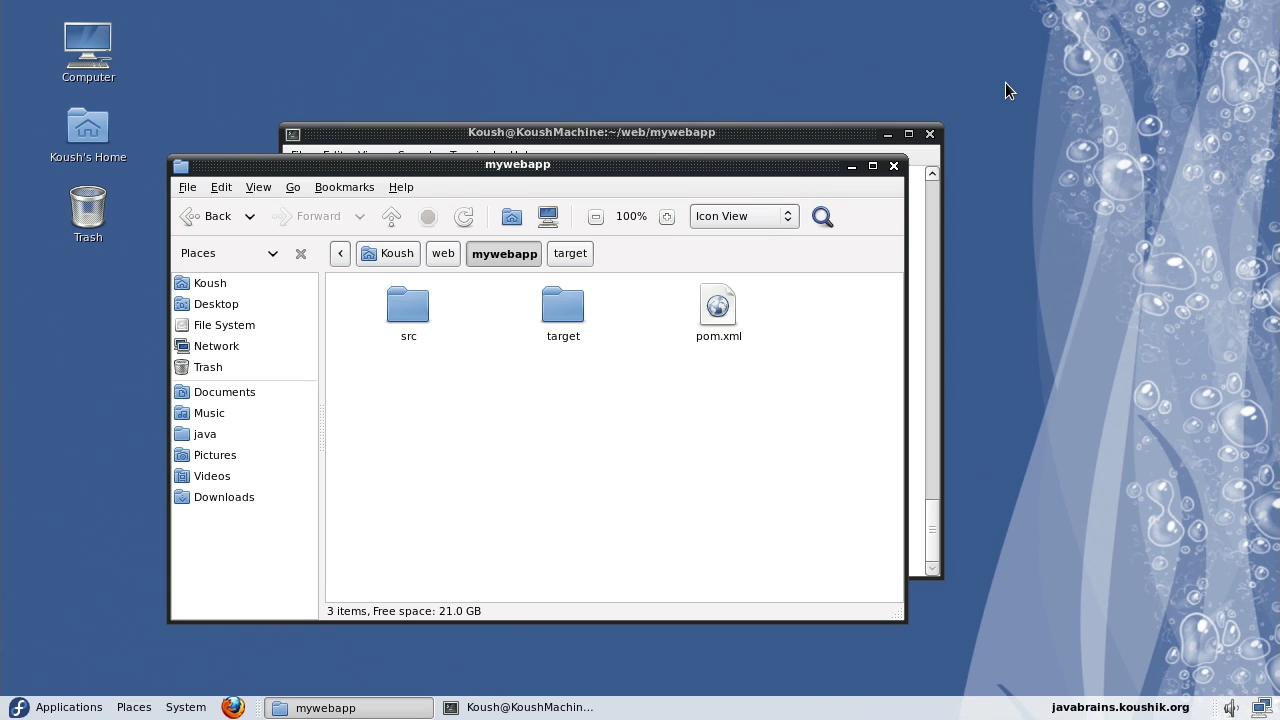 Computer
Koush's Home
Trash
Koush@KoushMachine:~/web/mywebapp
mywebapp
File Edit View Go Bookmarks Help
Back Forward 100% Icon View
Places Koush web mywebapp target
Koush
Desktop
File System
Network
Trash
Documents
Music
java
Pictures
Videos
Downloads
src target pom.xml
3 items, Free space: 21.0 GB
Applications Places System mywebapp Koush@KoushMachin... javabrains.koushik.org